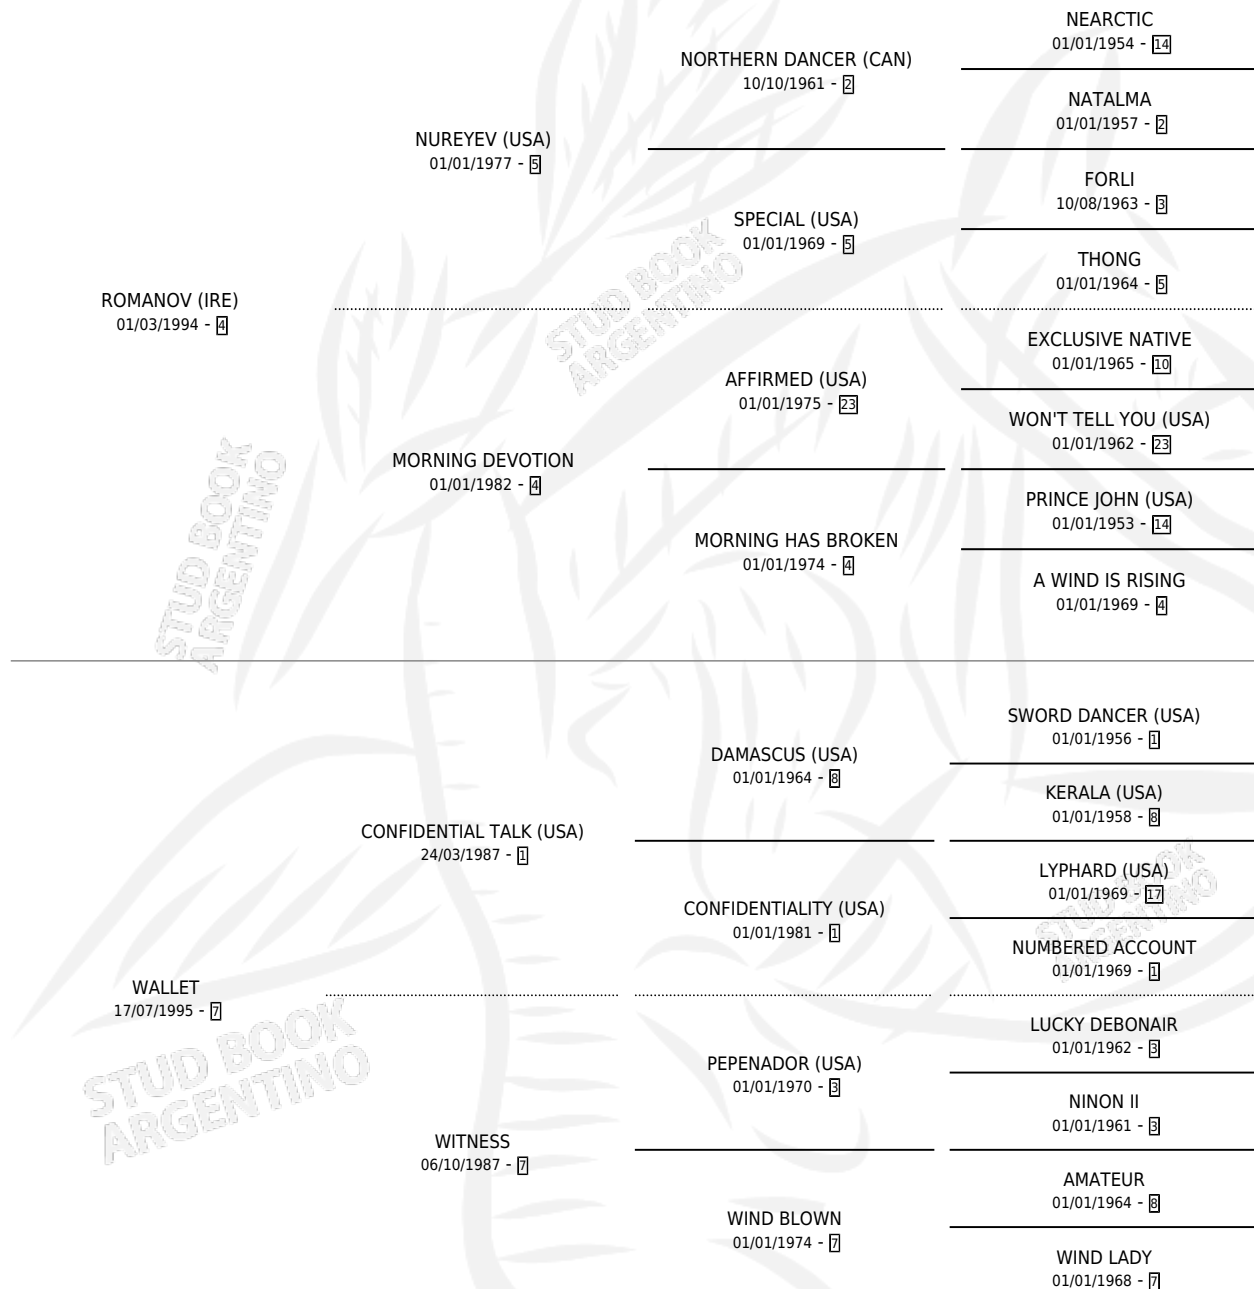 NEARCTIC
01/01/1954 - 14
NORTHERN DANCER (CAN)
10/10/1961 - 2
NATALMA
01/01/1957 - 2
NUREYEV (USA)
01/01/1977 - 5
FORLI
10/08/1963 - 3
SPECIAL (USA)
01/01/1969 - 5
THONG
01/01/1964 - 5
ROMANOV (IRE)
01/03/1994 - 4
EXCLUSIVE NATIVE
01/01/1965 - 10
AFFIRMED (USA)
01/01/1975 - 23
WON'T TELL YOU (USA)
01/01/1962 - 23
MORNING DEVOTION
01/01/1982 - 4
PRINCE JOHN (USA)
01/01/1953 - 14
MORNING HAS BROKEN
01/01/1974 - 4
A WIND IS RISING
01/01/1969 - 4
STUD BOOK
ARGENTINO
STUD BOOK
ARGENTINO
SWORD DANCER (USA)
01/01/1956 - 1
DAMASCUS (USA)
01/01/1964 - 8
KERALA (USA)
01/01/1958 - 8
CONFIDENTIAL TALK (USA)
24/03/1987 - 1
LYPHARD (USA)
01/01/1969 - 17
CONFIDENTIALITY (USA)
01/01/1981 - 1
NUMBERED ACCOUNT
01/01/1969 - 1
WALLET
17/07/1995 - 7
LUCKY DEBONAIR
01/01/1962 - 3
PEPENADOR (USA)
01/01/1970 - 3
NINON II
01/01/1961 - 3
WITNESS
06/10/1987 - 7
AMATEUR
01/01/1964 - 8
WIND BLOWN
01/01/1974 - 7
WIND LADY
01/01/1968 - 7
STUD BOOK
ARGENTINO
STUD BOOK
ARGENTINO